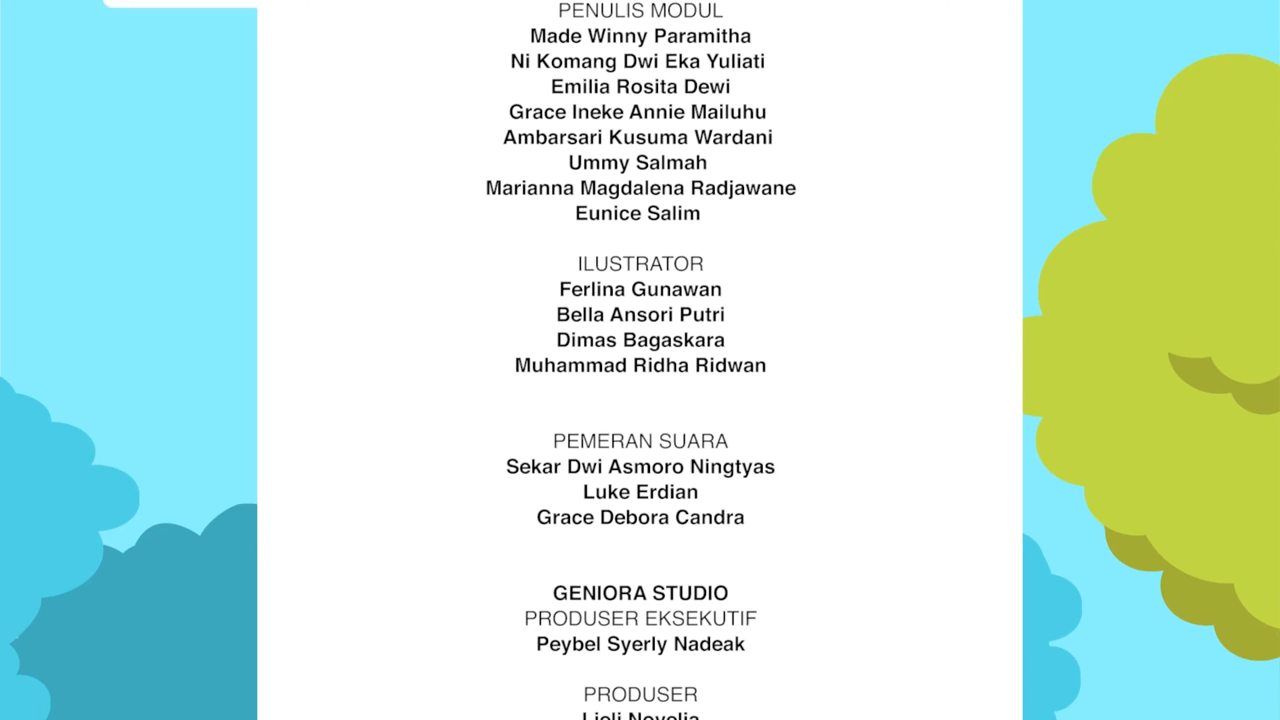 PENULIS MODUL
Made Winny Paramitha
Ni Komang Dwi Eka Yuliati
Emilia Rosita Dewi
Grace Ineke Annie Mailuhu
Ambarsari Kusuma Wardani
Ummy Salmah
Marianna Magdalena Radjawane
Eunice Salim
ILUSTRATOR
Ferlina Gunawan
Bella Ansori Putri
Dimas Bagaskara
Muhammad Ridha Ridwan
PEMERAN SUARA
Sekar Dwi Asmoro Ningtyas
Luke Erdian
Grace Debora Candra
GENIORA STUDIO
PRODUSER EKSEKUTIF
Peybel Syerly Nadeak
PRODUSER